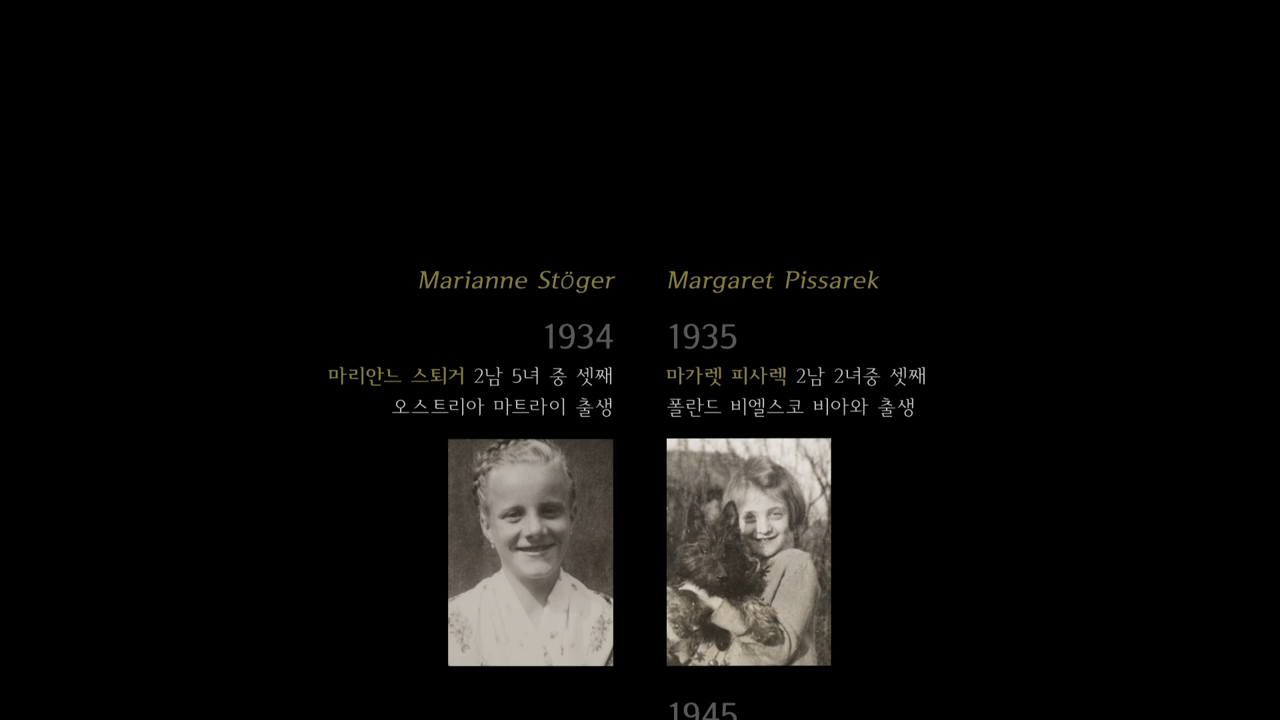 Marianne Stöger
1934
마리안느 스퇴거 2남 5녀 중 셋째
오스트리아 마트라이 출생
Margaret Pissarek
1935
마가렛 피사렉 2남 2녀중 셋째
폴란드 비엘스코 비아와 출생
1945